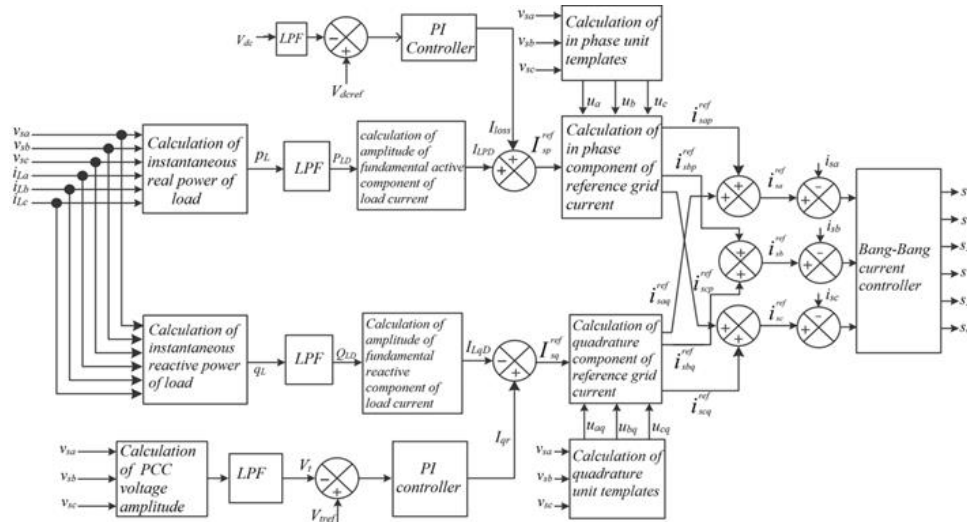 V_dc
LPF
PI
Controller
V_dcref
v_sa
v_sb
v_sc
Calculation of
in phase unit
templates
u_a
u_b
u_c
v_sa
v_sb
v_sc
i_La
i_Lb
i_Lc
Calculation of
instantaneous
real power of
load
p_L
LPF
P_LD
calculation of
amplitude of
fundamental active
component of
load current
I_LPD
I_loss
I_sp^ref
Calculation of
in phase
component of
reference grid
current
i_sap^ref
i_sbp^ref
i_scp^ref
i_saq^ref
i_sbq^ref
i_scq^ref
i_sa^ref
i_sa
i_sb^ref
i_sb
i_sc^ref
i_sc
Bang-Bang
current
controller
Calculation of
instantaneous
reactive power
of load
q_L
LPF
Q_LD
Calculation of
amplitude of
fundamental
reactive
component of
load current
I_LqD
I_sq^ref
I_qr
Calculation of
quadrature
component of
reference grid
current
u_aq
u_bq
u_cq
v_sa
v_sb
v_sc
Calculation of
quadrature
unit templates
v_sa
v_sb
v_sc
Calculation
of PCC
voltage
amplitude
LPF
V_t
V_tref
PI
controller